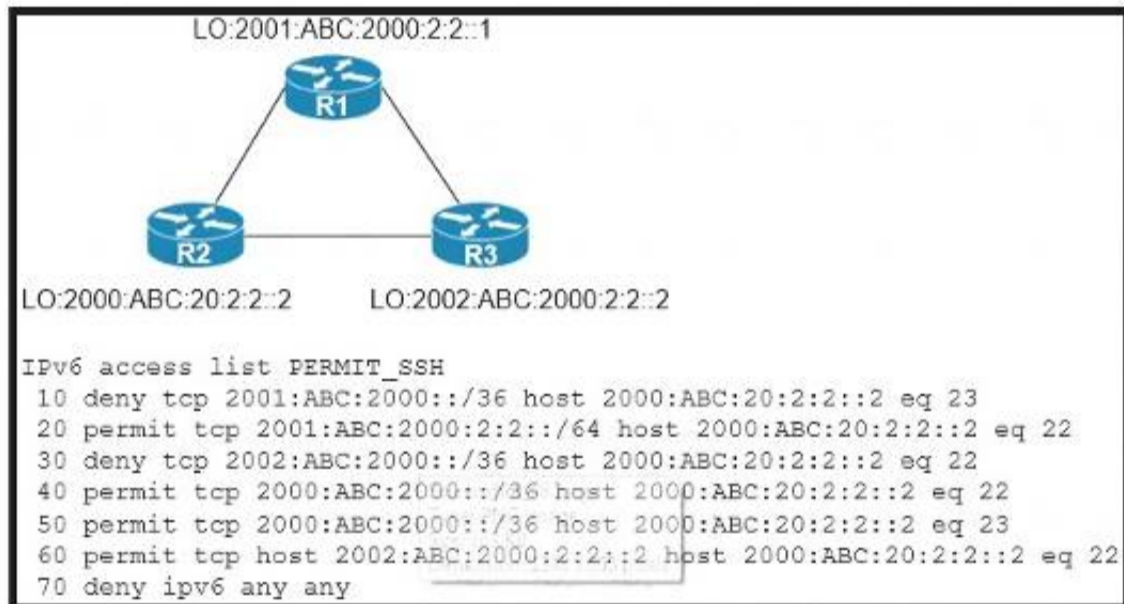 LO:2001:ABC:2000:2:2::1
R1
R2
R3
LO:2000:ABC:20:2:2::2 LO:2002:ABC:2000:2:2::2
IPv6 access list PERMIT_SSH
10 deny tcp 2001:ABC:2000::/36 host 2000:ABC:20:2:2::2 eq 23
20 permit tcp 2001:ABC:2000:2:2::/64 host 2000:ABC:20:2:2::2 eq 22
30 deny tcp 2002:ABC:2000::/36 host 2000:ABC:20:2:2::2 eq 22
40 permit tcp 2000:ABC:2000::/36 host 2000:ABC:20:2:2::2 eq 22
50 permit tcp 2000:ABC:2000::/36 host 2000:ABC:20:2:2::2 eq 23
60 permit tcp host 2002:ABC:2000:2:2::2 host 2000:ABC:20:2:2::2 eq 22
70 deny ipv6 any any